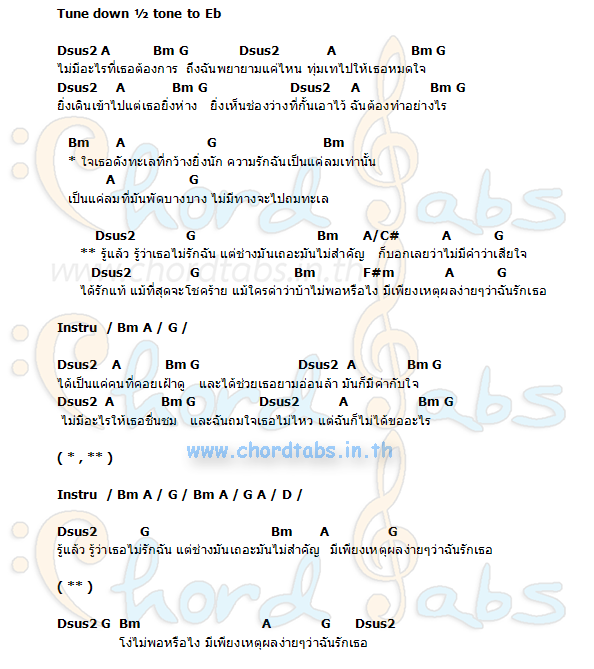 Tune down ½ tone to Eb
Dsus2 A Bm G Dsus2 A Bm G
ไม่มีอะไรที่เธอต้องการ ถึงฉันพยายามแค่ไหน ทุ่มเทไปให้เธอหมดใจ
Dsus2 A Bm G Dsus2 A Bm G
ยิ่งเดินเข้าไปแต่เธอยิ่งห่าง ยิ่งเห็นช่องว่างที่กั้นเอาไว้ ฉันต้องทำอย่างไร
Bm A G Bm
* ใจเธอดังทะเลที่กว้างยิ่งนัก ความรักฉันเป็นแค่ลมเท่านั้น
A G
เป็นแค่ลมที่มันพัดบางบาง ไม่มีทางจะไปถมทะเล
Dsus2 G Bm A/C# A G
** รู้แล้ว รู้ว่าเธอไม่รักฉัน แต่ช่างมันเถอะมันไม่สำคัญ ก็บอกเลยว่าไม่มีคำว่าเสียใจ
Dsus2 G Bm F#m A G
ได้รักแท้ แม้ที่สุดจะโชคร้าย แม้ใครด่าว่าบ้าไม่พอหรือไง มีเพียงเหตุผลง่ายๆว่าฉันรักเธอ
Instru / Bm A / G /
Dsus2 A Bm G Dsus2 A Bm G
ได้เป็นแค่คนที่คอยเฝ้าดู และได้ช่วยเธอยามอ่อนล้า มันก็มีค่ากับใจ
Dsus2 A Bm G Dsus2 A Bm G
ไม่มีอะไรให้เธอชื่นชม และฉันถมใจเธอไม่ไหว แต่ฉันก็ไม่ได้ขออะไร
www.chordtabs.in.th
( * , ** )
Instru / Bm A / G / Bm A / G A / D /
Dsus2 G Bm A G
รู้แล้ว รู้ว่าเธอไม่รักฉัน แต่ช่างมันเถอะมันไม่สำคัญ มีเพียงเหตุผลง่ายๆว่าฉันรักเธอ
( ** )
Dsus2 G Bm A G Dsus2
โง่ไม่พอหรือไง มีเพียงเหตุผลง่ายๆว่าฉันรักเธอ